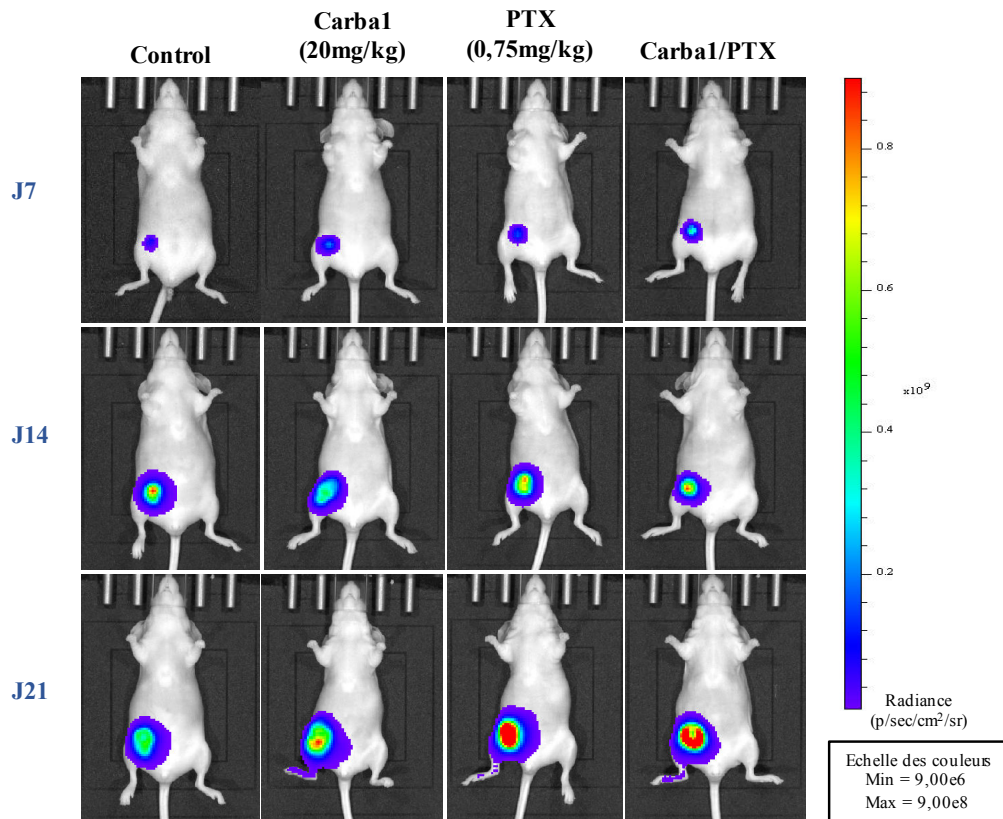 Control
Carba1
(20mg/kg)
PTX
(0,75mg/kg)
Carba1/PTX
J7
J14
J21
0.8
0.6
x10⁹
0.4
0.2
Radiance
(p/sec/cm²/sr)
Echelle des couleurs
Min = 9,00e6
Max = 9,00e8